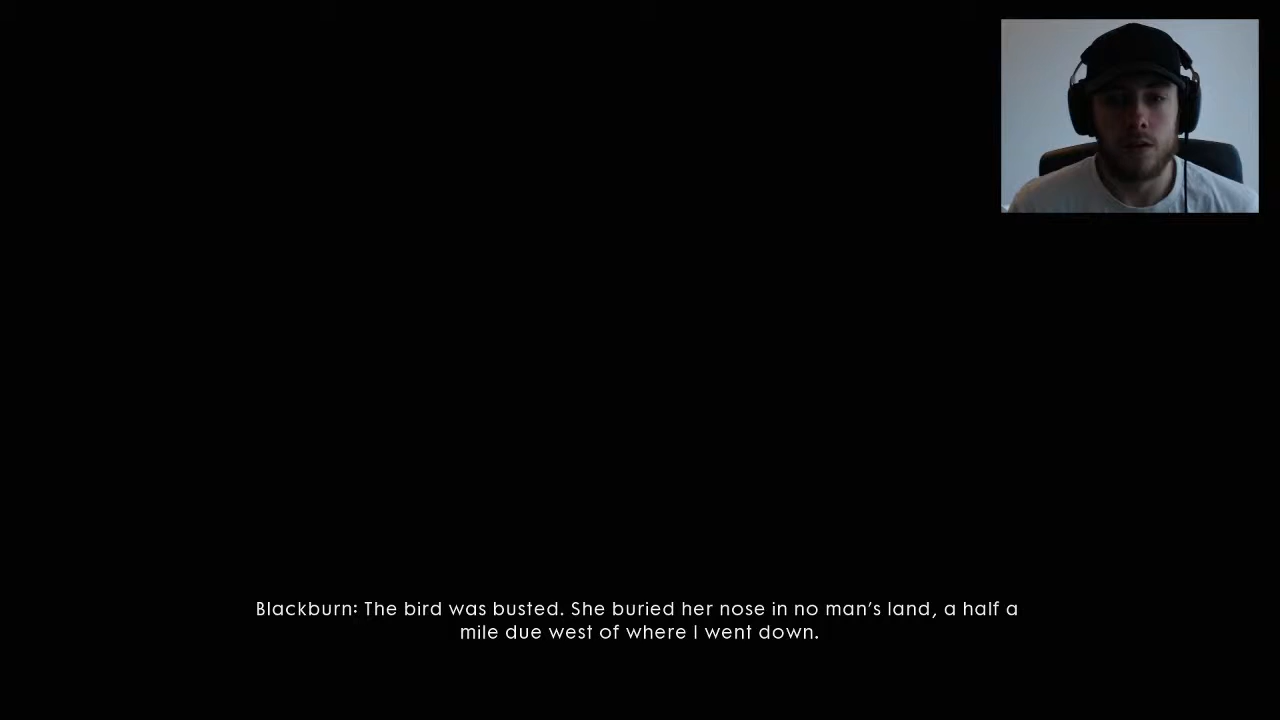 Blackburn: The bird was busted. She buried her nose in no man's land, a half a
mile due west of where I went down.